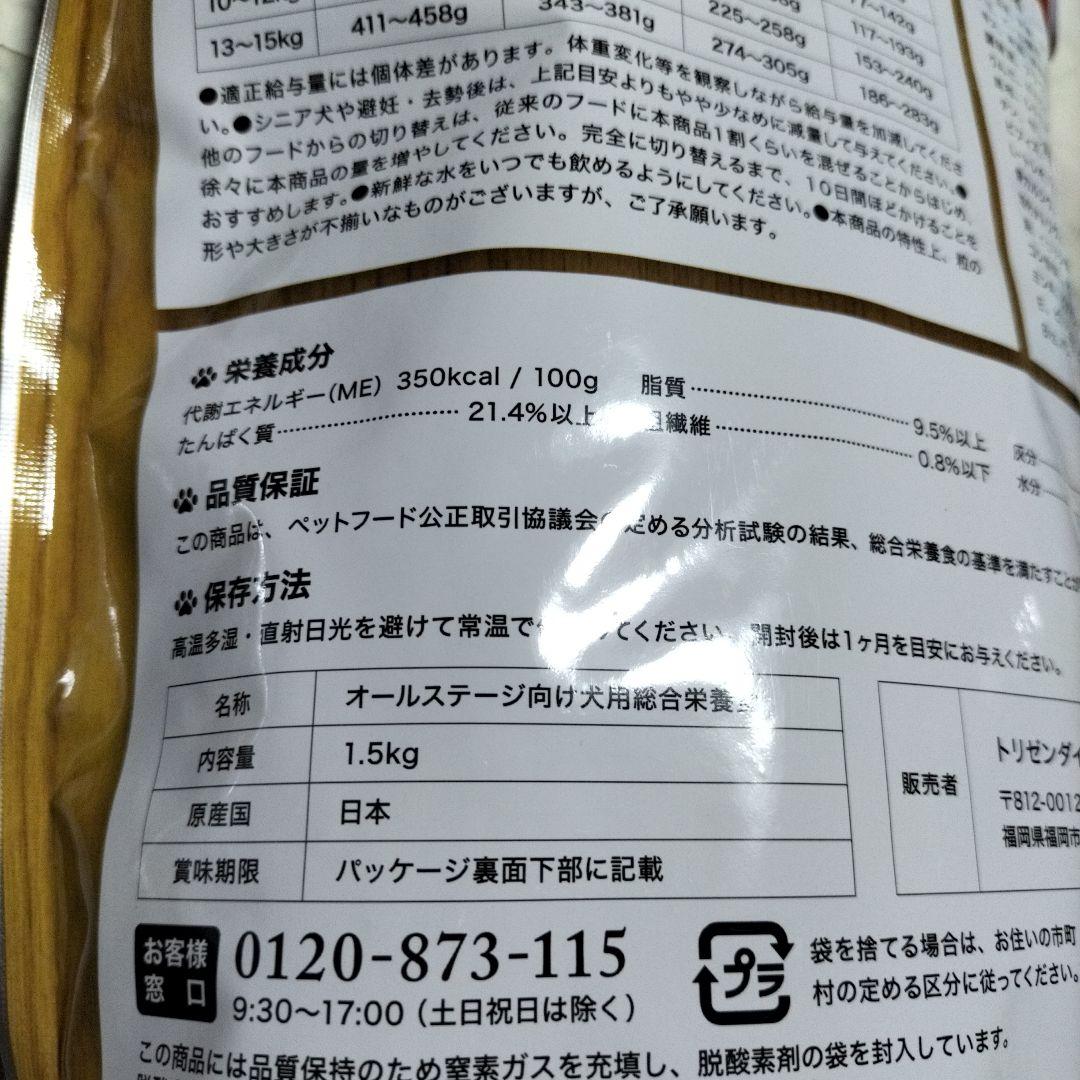 411～458g
343～381g
225～258g
13～15kg
274～305g
117～193g
153～240g
186～283g
●適正給与量には個体差があります。体重変化等を観察しながら給与量を加減してくださ
い。●シニア犬や避妊・去勢後は、上記目安よりもやや少なめに減量して与えてください。●
他のフードからの切り替えは、従来のフードに本商品1割くらいを混ぜることからはじめ、
徐々に本商品の量を増やしてください。完全に切り替えるまで、10日間ほどかけることを
おすすめします。●新鮮な水をいつでも飲めるようにしてください。●本商品の特性上、粒の
形や大きさが不揃いなものがございますが、ご了承願います。
栄養成分
代謝エネルギー(ME) 350kcal / 100g 脂質 9.5%以上 灰分
たんぱく質 21.4%以上 繊維 0.8%以下 水分
品質保証
この商品は、ペットフード公正取引協議会の定める分析試験の結果、総合栄養食の基準を満たすことが
保存方法
高温多湿・直射日光を避けて常温で してください。 開封後は1ヶ月を目安にお与えください。
名称 オールステージ向け犬用総合栄養
内容量 1.5kg
原産国 日本
賞味期限 パッケージ裏面下部に記載
販売者 トリゼンダイ
〒812-0012
福岡県福岡市
お客様窓口 0120-873-115
9:30～17:00（土日祝日は除く）
プラ
袋を捨てる場合は、お住いの市町
村の定める区分に従ってください。
この商品には品質保持のため窒素ガスを充填し、脱酸素剤の袋を封入しています。